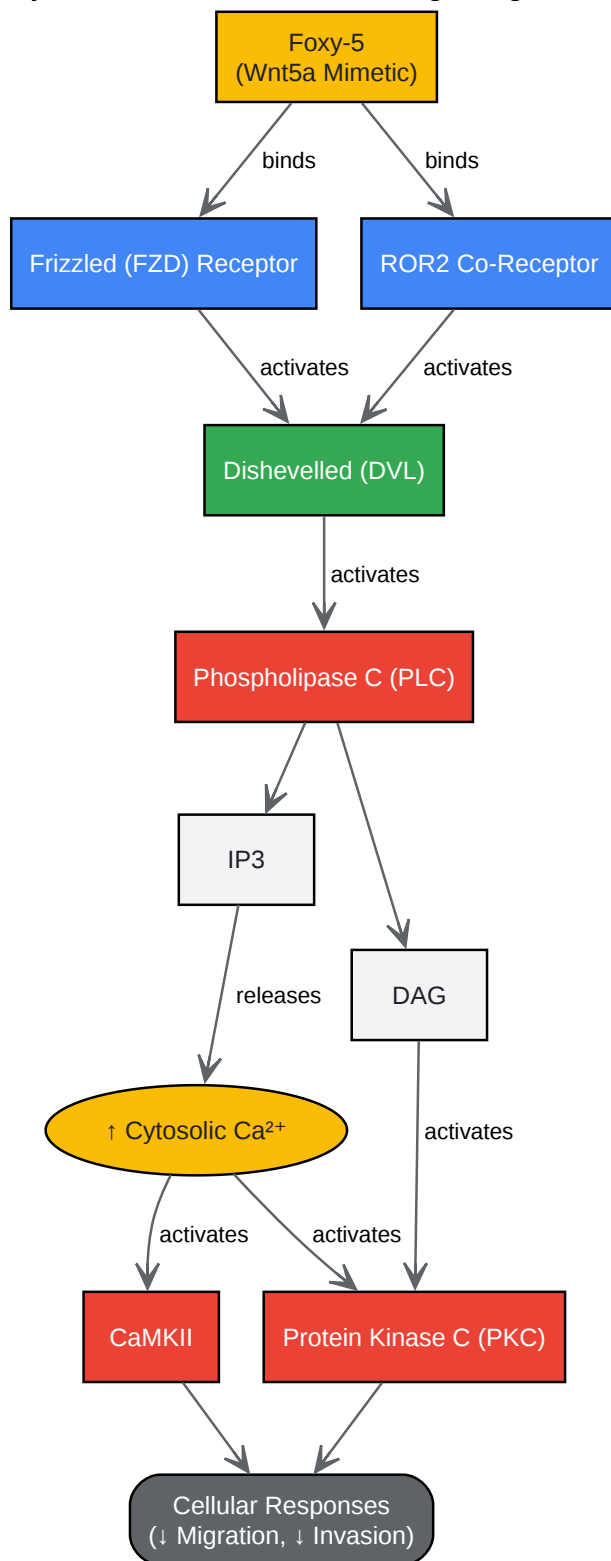 Foxy-5
(Wnt5a Mimetic)
binds
binds
Frizzled (FZD) Receptor
ROR2 Co-Receptor
activates
activates
Dishevelled (DVL)
activates
Phospholipase C (PLC)
IP3
releases
DAG
↑ Cytosolic Ca²⁺
activates
activates
activates
CaMKII
Protein Kinase C (PKC)
Cellular Responses
(↓ Migration, ↓ Invasion)